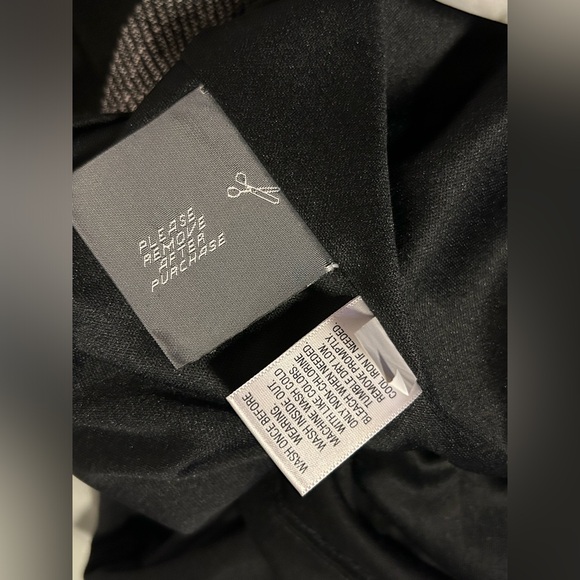 PLEASE
REMOVE
AFTER
PURCHASE
WASH ONCE BEFORE
WEARING.
WASH INSIDE OUT.
MACHINE WASH COLD
WITH LIKE COLORS.
ONLY NON-CHLORINE
BLEACH WHEN NEEDED
TUMBLE DRY LOW.
REMOVE PROMPTLY.
COOL IRON IF NEEDED